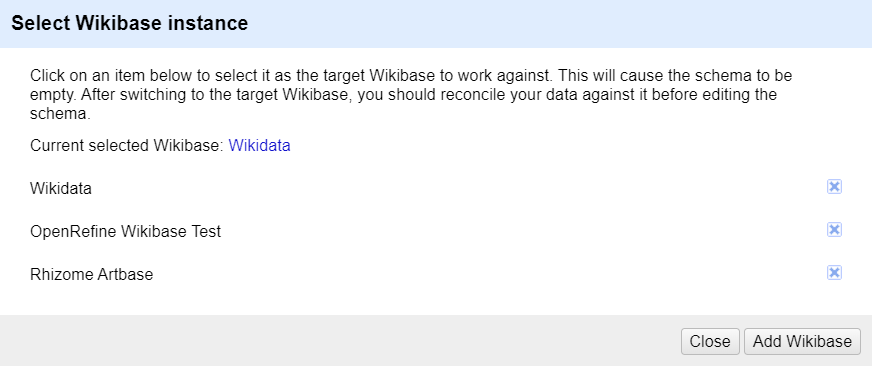 Select Wikibase instance
Click on an item below to select it as the target Wikibase to work against. This will cause the schema to be
empty. After switching to the target Wikibase, you should reconcile your data against it before editing the
schema.
Current selected Wikibase: Wikidata
Wikidata
OpenRefine Wikibase Test
Rhizome Artbase
Close Add Wikibase